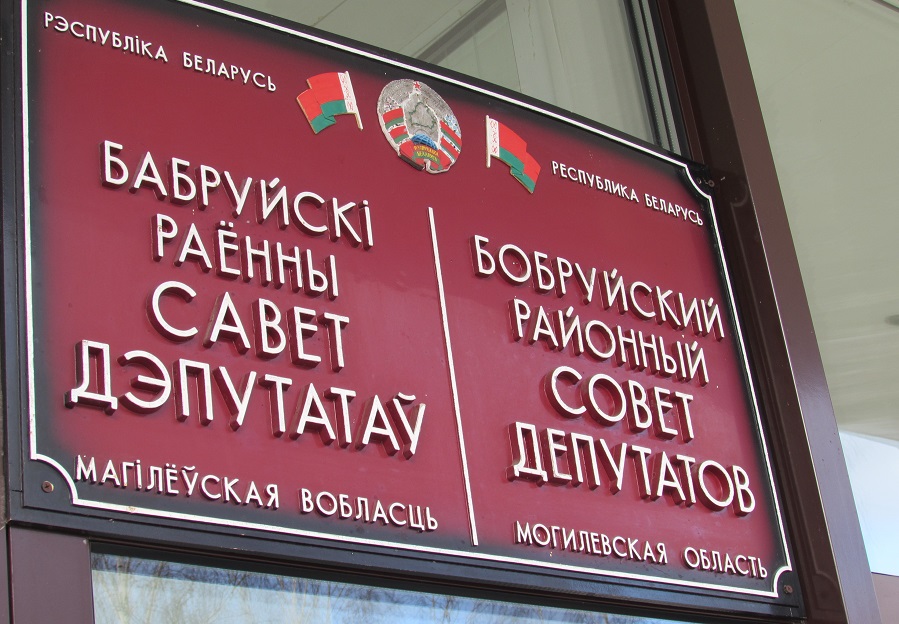 РЭСПУБЛІКА БЕЛАРУСЬ
БАБРУЙСКІ
РАЁННЫ
САВЕТ
ДЭПУТАТАЎ
МАГІЛЁЎСКАЯ ВОБЛАСЦЬ
РЕСПУБЛИКА БЕЛАРУСЬ
БОБРУЙСКИЙ
РАЙОННЫЙ
СОВЕТ
ДЕПУТАТОВ
МОГИЛЕВСКАЯ ОБЛАСТЬ